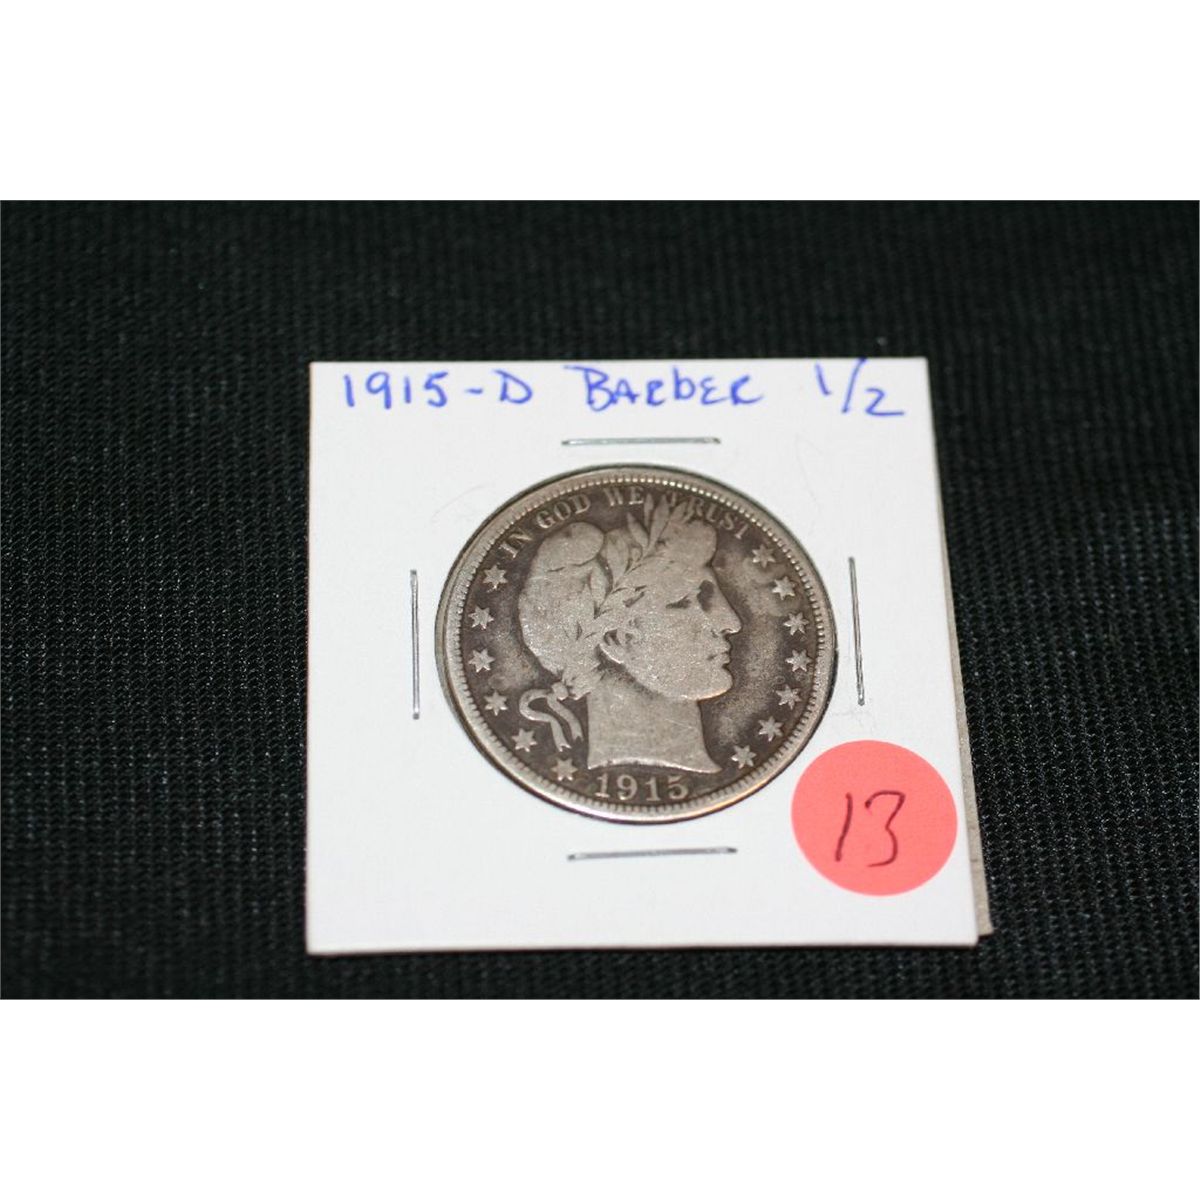 1915-D BARBER 1/2
IN GOD WE TRUST
1915
13